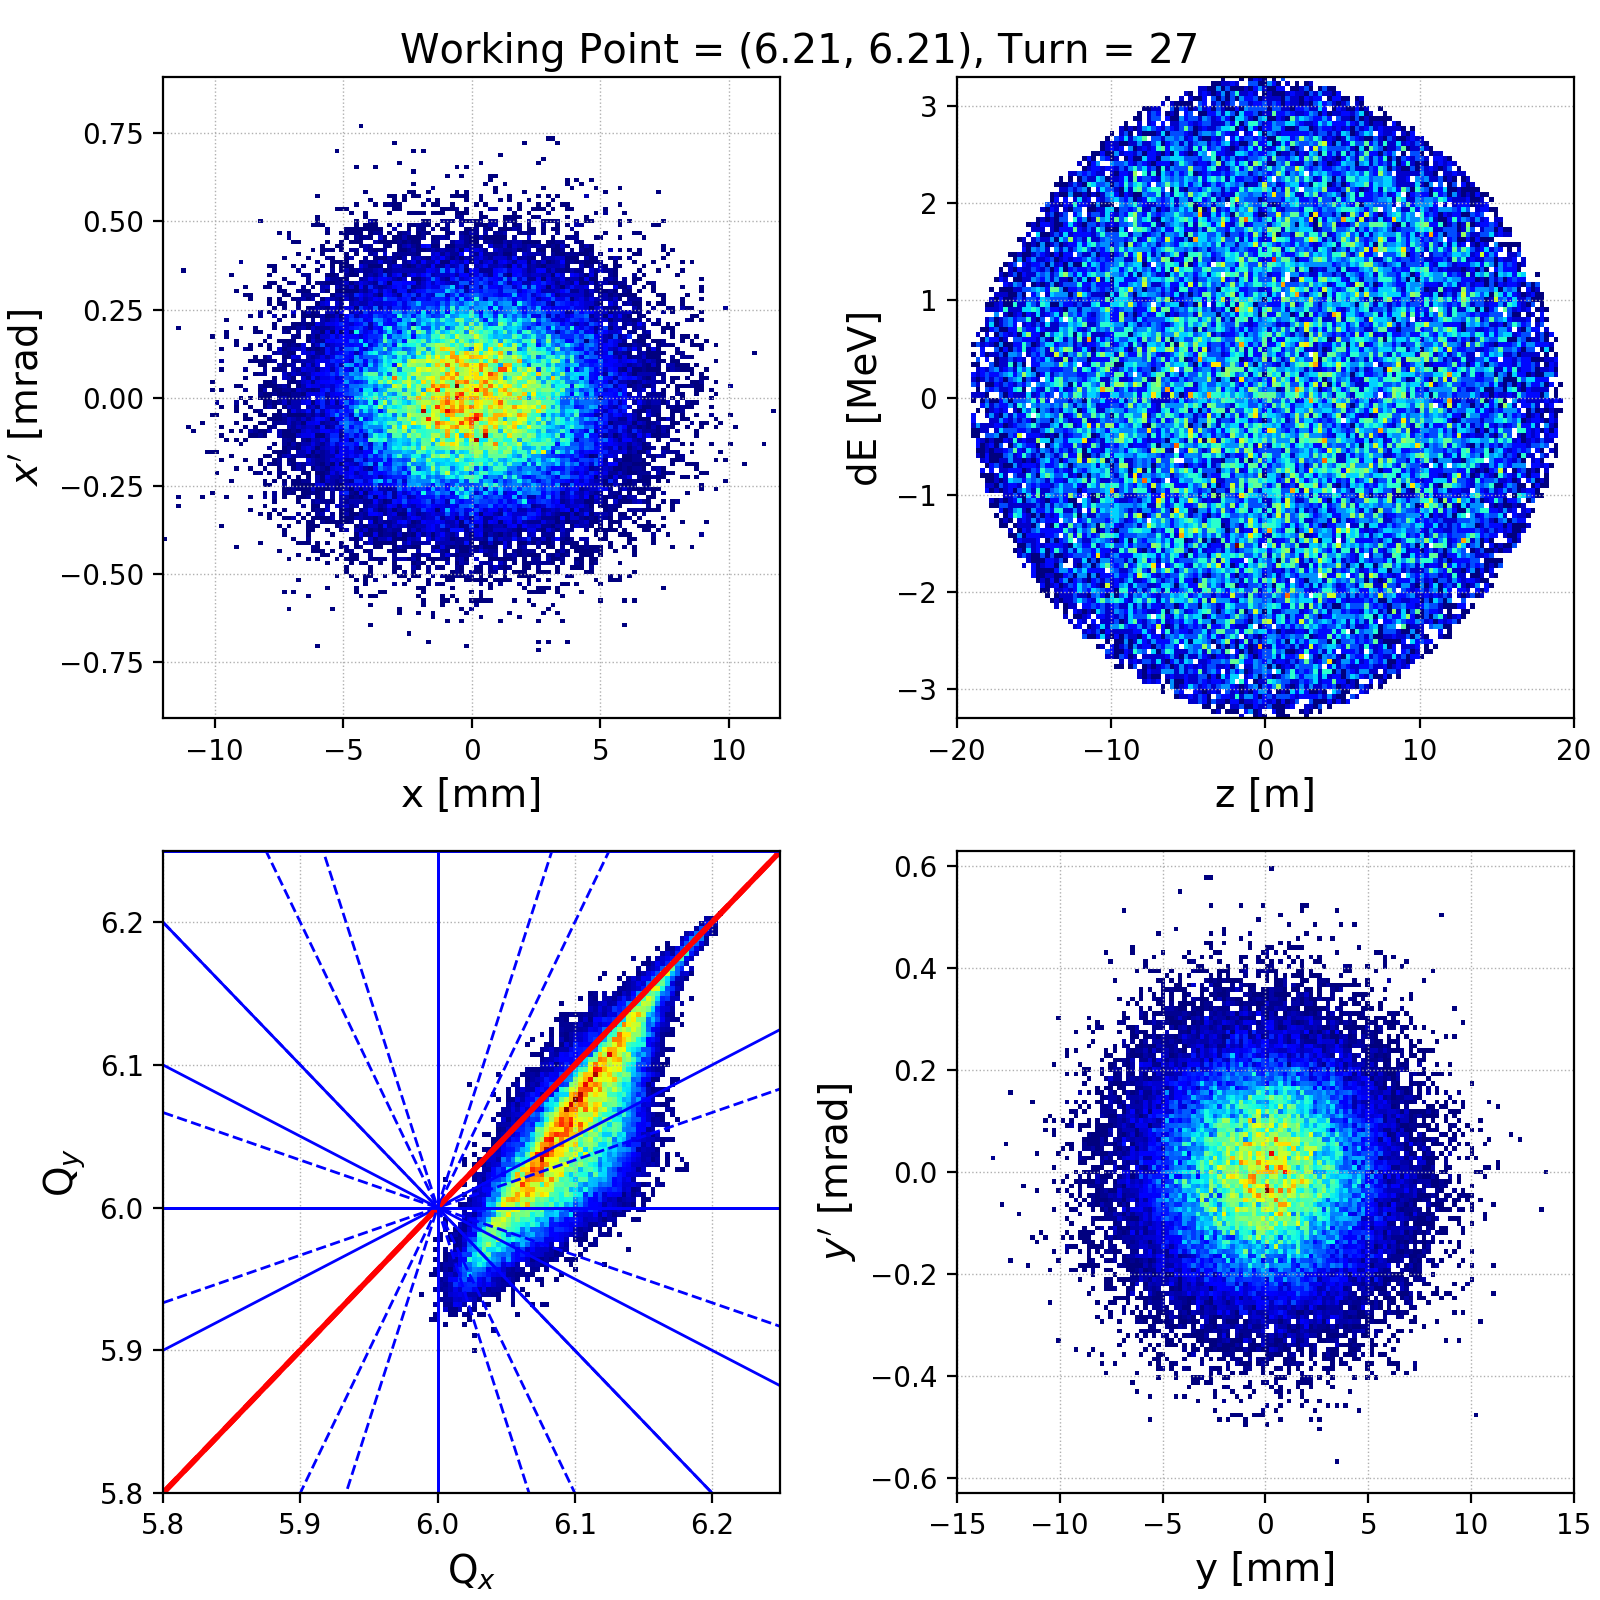 Working Point = (6.21, 6.21), Turn = 27
0.75
0.50
0.25
0.00
−0.25
−0.50
−0.75
x′ [mrad]
−10 −5 0 5 10
x [mm]
3
2
1
0
−1
−2
−3
dE [MeV]
−20 −10 0 10 20
z [m]
6.2
6.1
6.0
5.9
5.8
Qy
5.8 5.9 6.0 6.1 6.2
Qx
0.6
0.4
0.2
0.0
−0.2
−0.4
−0.6
y′ [mrad]
−15 −10 −5 0 5 10 15
y [mm]